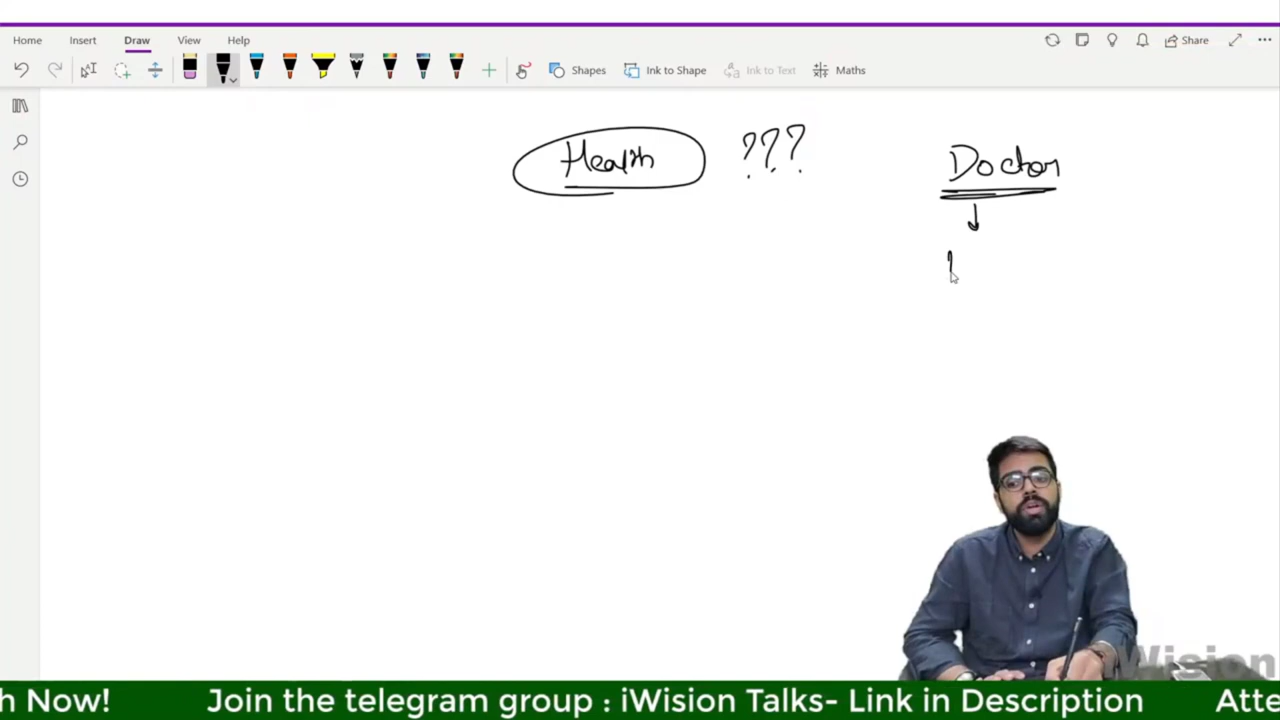 Home Insert Draw View Help
Share
Shapes Ink to Shape Ink to Text Maths
Health ??? Doctor
iWision
h Now! Join the telegram group : iWision Talks- Link in Description Atte